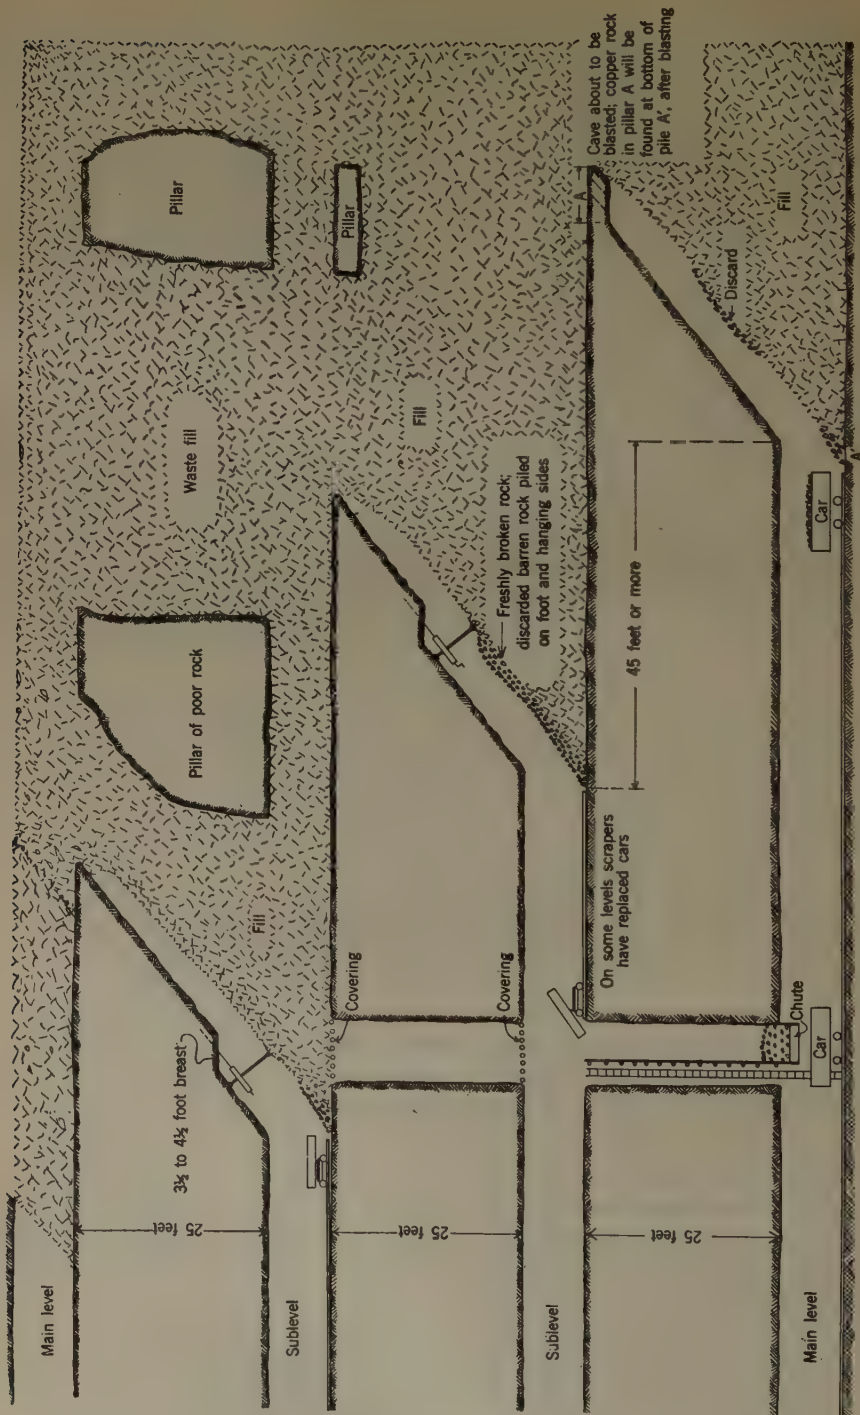 Main level
Pillar
Pillar
Waste fill
Pillar of poor rock
Fill
Fill
3½ to 4½ foot breast
25 feet
Sublevel
Covering
Covering
25 feet
Freshly broken rock;
discarded barren rock piled
on foot and hanging sides
Cave about to be
blasted; copper rock
in pillar A will be
found at bottom of
pile A', after blasting
A
Discard
Fill
45 feet or more
On some levels scrapers
have replaced cars
Sublevel
25 feet
Chute
Car
Car
A'
Main level